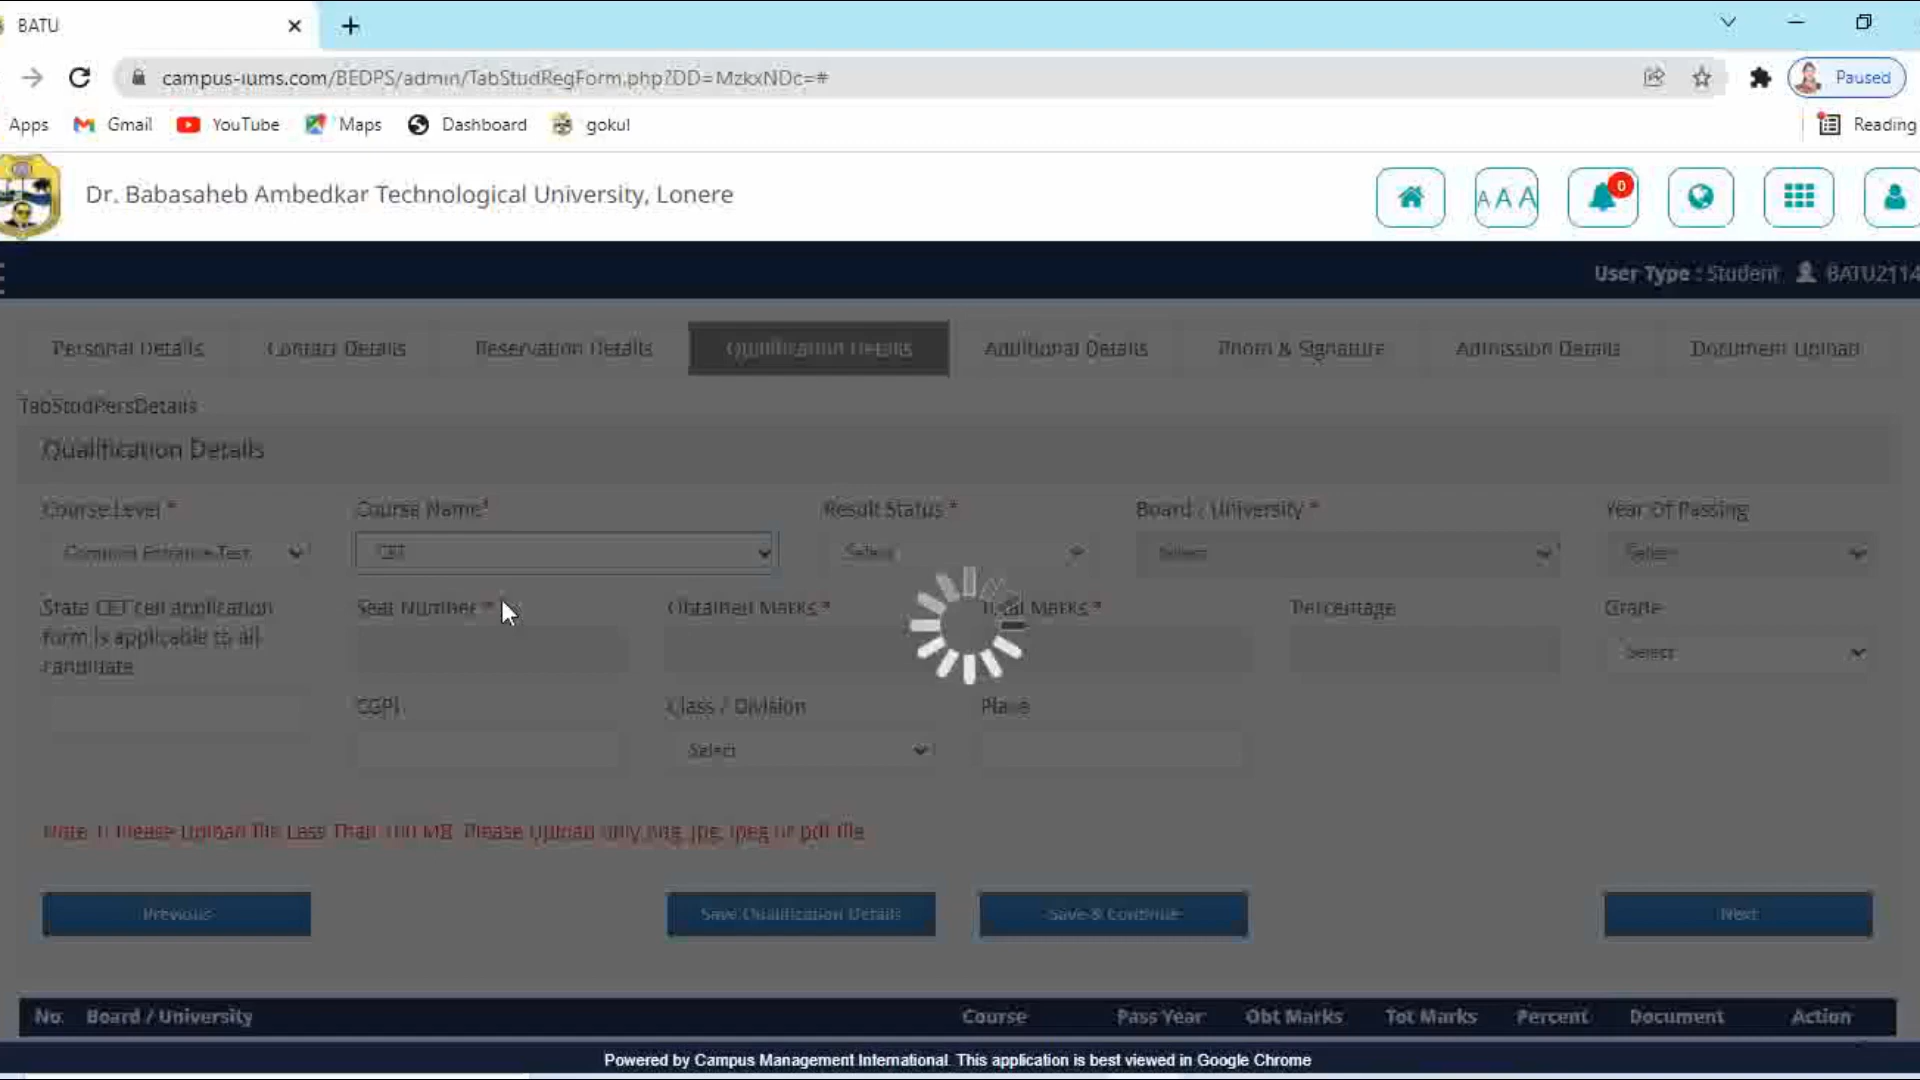 BATU
campus-iums.com/BEDPS/admin/TabStudRegForm.php?DD=MzkxNDc=#
Paused
Apps Gmail YouTube Maps Dashboard gokul Reading
Dr. Babasaheb Ambedkar Technological University, Lonere
A A A 0
User Type : Student BATU2114
Personal Details Contact Details Reservation Details Qualification Details Additional Details Photo & Signature Admission Details Document Upload
TabStudPersDetails
Qualification Details
Course Level * Course Name* Result Status * Board / University * Year Of Passing
Common Entrance Test CET Select Select Select
State CET cell application form is applicable to all candidate
Seat Number * Obtained Marks * Total Marks * Percentage Grade
Select
CGPI Class / Division Place
Select
Note: 1) Please Upload file Less Than 100 MB. Please Upload only png, jpg, jpeg or pdf file
Previous Save Qualification Details Save & Continue Next
No. Board / University Course Pass Year Obt Marks Tot Marks Percent Document Action
Powered by Campus Management International. This application is best viewed in Google Chrome